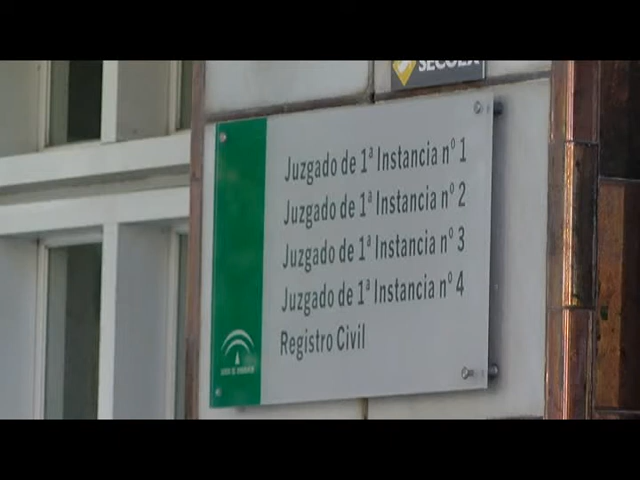 Juzgado de 1ª Instancia nº 1
Juzgado de 1ª Instancia nº 2
Juzgado de 1ª Instancia nº 3
Juzgado de 1ª Instancia nº 4
Registro Civil